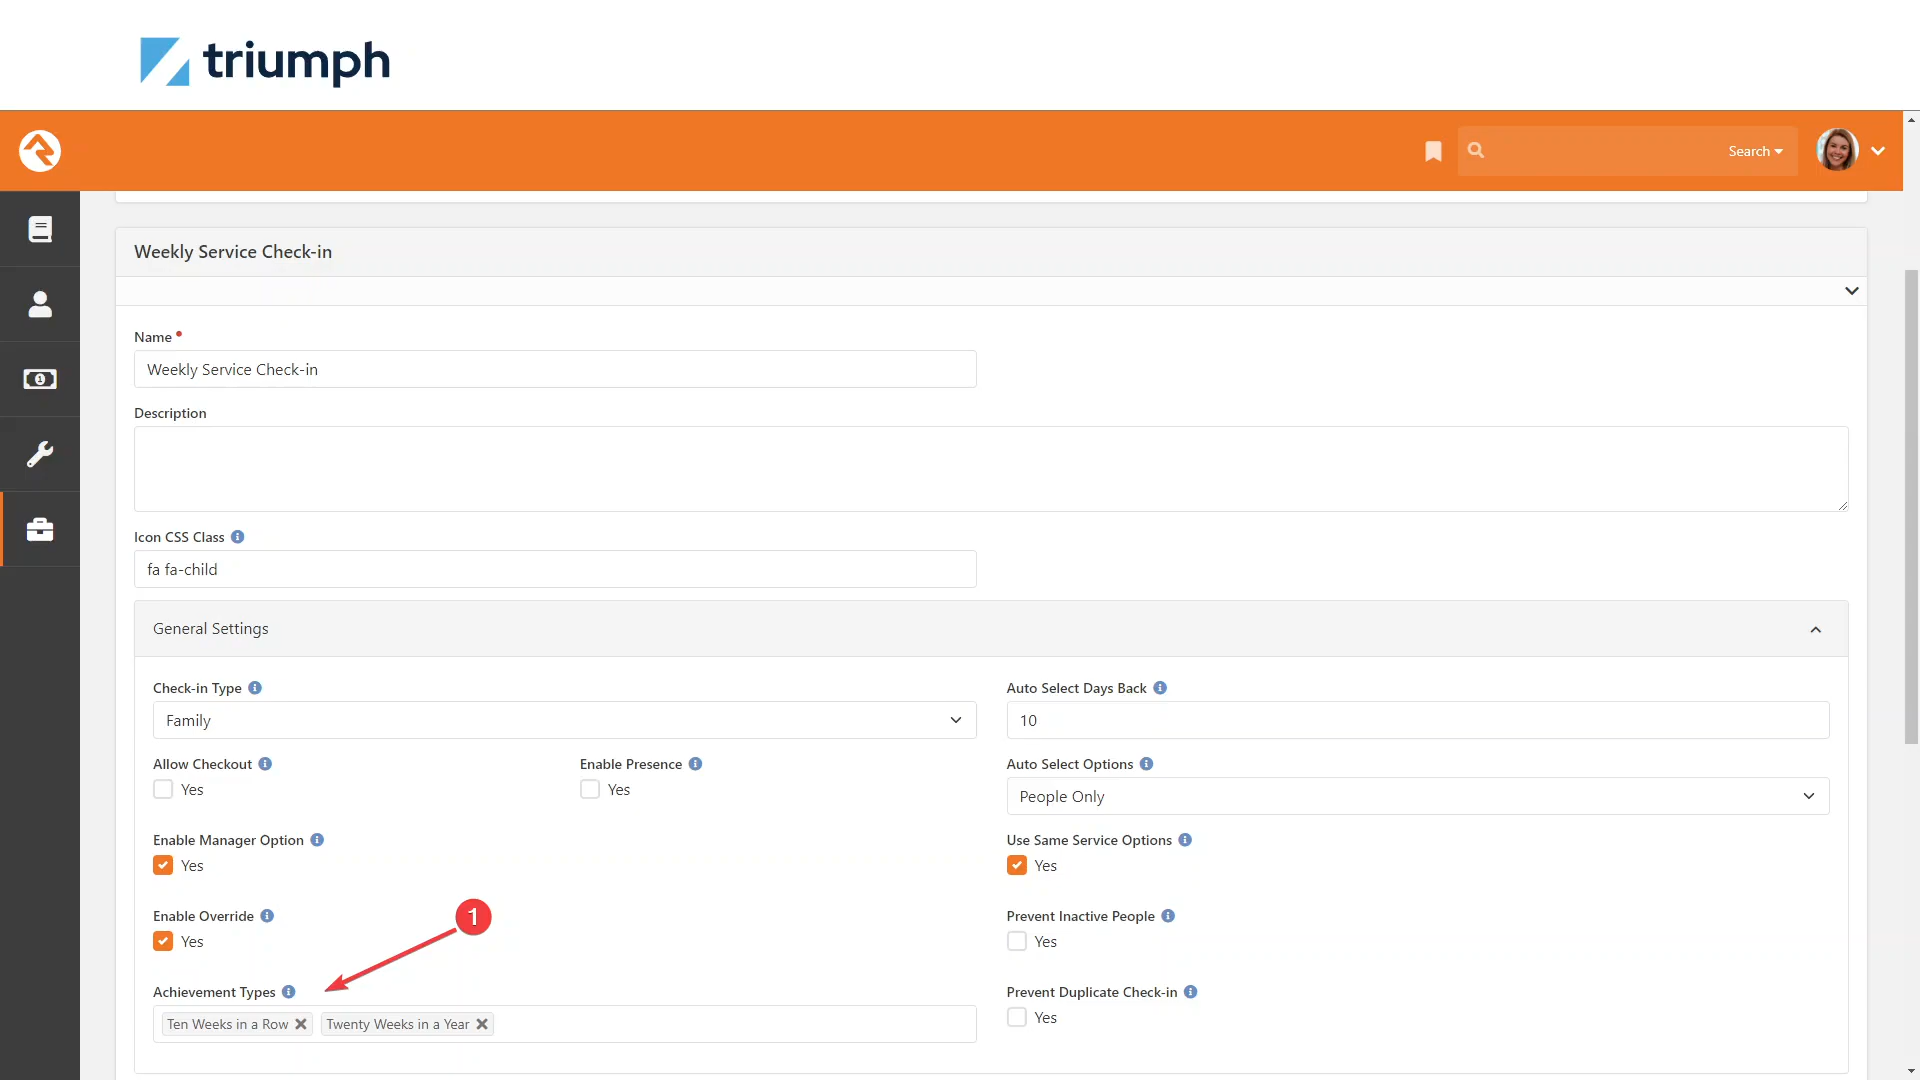 triumph
Search
Weekly Service Check-in
Name
Weekly Service Check-in
Description
Icon CSS Class
fa fa-child
General Settings
Check-in Type
Family
Auto Select Days Back
10
Allow Checkout
Yes
Enable Presence
Yes
Auto Select Options
People Only
Enable Manager Option
Yes
Use Same Service Options
Yes
Enable Override
Yes
1
Prevent Inactive People
Yes
Achievement Types
Ten Weeks in a Row
Twenty Weeks in a Year
Prevent Duplicate Check-in
Yes